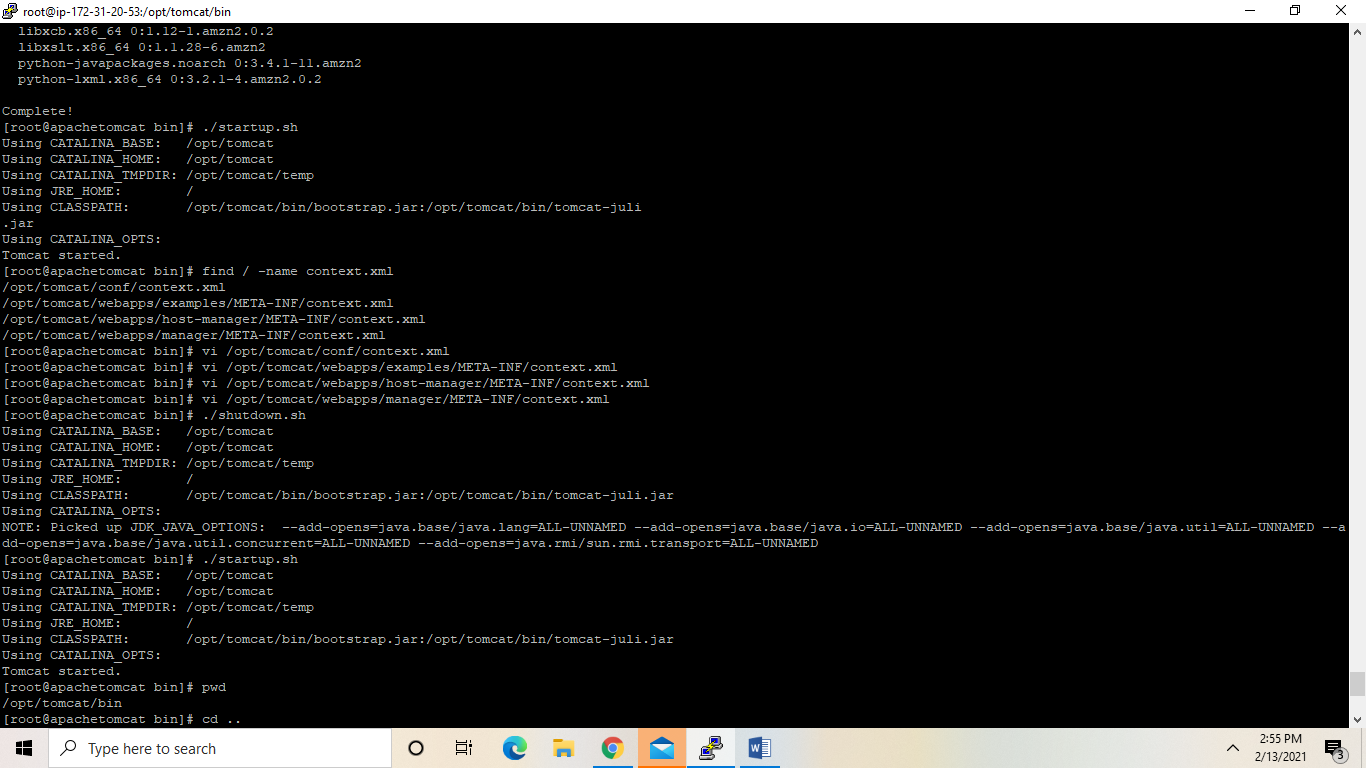 root@ip-172-31-20-53:/opt/tomcat/bin
libxcb.x86_64 0:1.12-1.amzn2.0.2
libxslt.x86_64 0:1.1.28-6.amzn2
python-javapackages.noarch 0:3.4.1-11.amzn2
python-lxml.x86_64 0:3.2.1-4.amzn2.0.2
Complete!
[root@apachetomcat bin]# ./startup.sh
Using CATALINA_BASE:   /opt/tomcat
Using CATALINA_HOME:   /opt/tomcat
Using CATALINA_TMPDIR: /opt/tomcat/temp
Using JRE_HOME:        /
Using CLASSPATH:       /opt/tomcat/bin/bootstrap.jar:/opt/tomcat/bin/tomcat-juli
.jar
Using CATALINA_OPTS:
Tomcat started.
[root@apachetomcat bin]# find / -name context.xml
/opt/tomcat/conf/context.xml
/opt/tomcat/webapps/examples/META-INF/context.xml
/opt/tomcat/webapps/host-manager/META-INF/context.xml
/opt/tomcat/webapps/manager/META-INF/context.xml
[root@apachetomcat bin]# vi /opt/tomcat/conf/context.xml
[root@apachetomcat bin]# vi /opt/tomcat/webapps/examples/META-INF/context.xml
[root@apachetomcat bin]# vi /opt/tomcat/webapps/host-manager/META-INF/context.xml
[root@apachetomcat bin]# vi /opt/tomcat/webapps/manager/META-INF/context.xml
[root@apachetomcat bin]# ./shutdown.sh
Using CATALINA_BASE:   /opt/tomcat
Using CATALINA_HOME:   /opt/tomcat
Using CATALINA_TMPDIR: /opt/tomcat/temp
Using JRE_HOME:        /
Using CLASSPATH:       /opt/tomcat/bin/bootstrap.jar:/opt/tomcat/bin/tomcat-juli.jar
Using CATALINA_OPTS:
NOTE: Picked up JDK_JAVA_OPTIONS:  --add-opens=java.base/java.lang=ALL-UNNAMED --add-opens=java.base/java.io=ALL-UNNAMED --add-opens=java.base/java.util=ALL-UNNAMED --a
dd-opens=java.base/java.util.concurrent=ALL-UNNAMED --add-opens=java.rmi/sun.rmi.transport=ALL-UNNAMED
[root@apachetomcat bin]# ./startup.sh
Using CATALINA_BASE:   /opt/tomcat
Using CATALINA_HOME:   /opt/tomcat
Using CATALINA_TMPDIR: /opt/tomcat/temp
Using JRE_HOME:        /
Using CLASSPATH:       /opt/tomcat/bin/bootstrap.jar:/opt/tomcat/bin/tomcat-juli.jar
Using CATALINA_OPTS:
Tomcat started.
[root@apachetomcat bin]# pwd
/opt/tomcat/bin
[root@apachetomcat bin]# cd ..
Type here to search
2:55 PM
2/13/2021
3